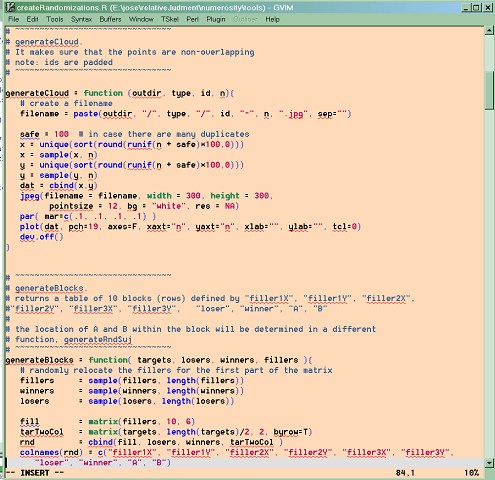 createRandomizations.R (E:\jose\relativeJudment\numerosity\tools) - GVIM
File Edit Tools Syntax Buffers Window TSkel Perl Plugin Outliner Help
# ~~~~~~~~~~~~~~~~~~~~~~~~~~~~~~
# generateCloud.
# It makes sure that the points are non-overlapping
# note: ids are padded
# ~~~~~~~~~~~~~~~~~~~~~~~~~~~~~~
generateCloud = function (outdir, type, id, n){
# create a filename
filename = paste(outdir, "/", type, "/", id, "-", n, ".jpg", sep="")
safe = 100 # in case there are many duplicates
x = unique(sort(round(runif(n + safe)*100,0)))
x = sample(x, n)
y = unique(sort(round(runif(n + safe)*100,0)))
y = sample(y, n)
dat = cbind(x,y)
jpeg(filename = filename, width = 300, height = 300,
pointsize = 12, bg = "white", res = NA)
par( mar=c(.1, .1, .1, .1) )
plot(dat, pch=19, axes=F, xaxt="n", yaxt="n", xlab="", ylab="", tcl=0)
dev.off()
}
# ~~~~~~~~~~~~~~~~~~~~~~~~~~~~~~
# generateBlocks.
# returns a table of 10 blocks (rows) defined by "filler1X", "filler1Y", "filler2X",
#"filler2Y", "filler3X", "filler3Y", "loser", "winner", "A", "B"
#
# the location of A and B within the block will be determined in a different
# function, generateRndSuj
# ~~~~~~~~~~~~~~~~~~~~~~~~~~~~~~
generateBlocks = function( targets, losers, winners, fillers ){
# randomly relocate the fillers for the first part of the matrix
fillers = sample(fillers, length(fillers))
winners = sample(winners, length(winners))
losers = sample(losers, length(losers))
fill = matrix(fillers, 10, 6)
tarTwoCol = matrix(targets, length(targets)/2, 2, byrow=T)
rnd = cbind(fill, losers, winners, tarTwoCol )
colnames(rnd) = c("filler1X", "filler1Y", "filler2X", "filler2Y", "filler3X", "filler3Y",
"loser", "winner", "A", "B")
-- INSERT -- 84,1 10%